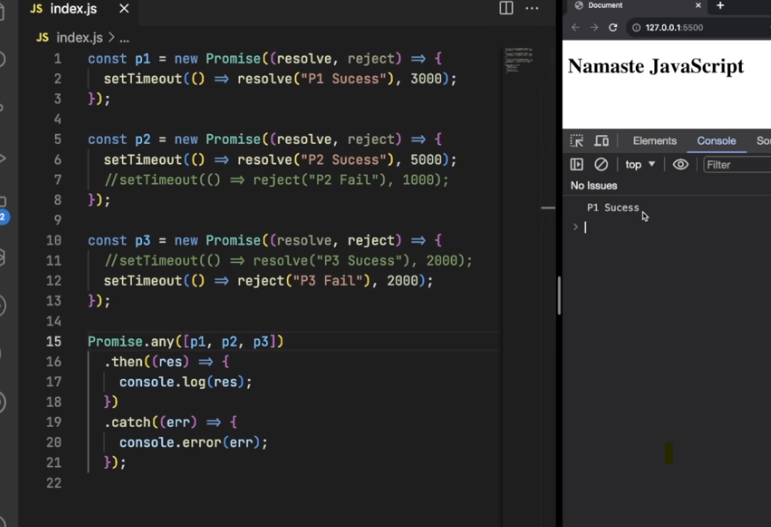 JS index.js ×
JS index.js > ...
1 const p1 = new Promise((resolve, reject) => {
2 setTimeout(() => resolve("P1 Sucess"), 3000);
3 });
4
5 const p2 = new Promise((resolve, reject) => {
6 setTimeout(() => resolve("P2 Sucess"), 5000);
7 //setTimeout(() => reject("P2 Fail"), 1000);
8 });
9
10 const p3 = new Promise((resolve, reject) => {
11 //setTimeout(() => resolve("P3 Sucess"), 2000);
12 setTimeout(() => reject("P3 Fail"), 2000);
13 });
14
15 Promise.any([p1, p2, p3])
16 .then((res) => {
17 console.log(res);
18 })
19 .catch((err) => {
20 console.error(err);
21 });
22
2
Document × +
127.0.0.1:5500
Namaste JavaScript
Elements Console So
top ▼ Filter
No Issues
P1 Sucess
>